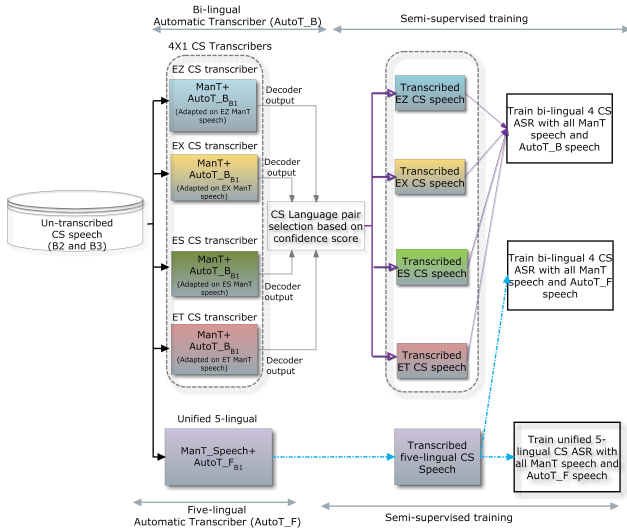 Bi-lingual
Automatic Transcriber (AutoT_B)
Semi-supervised training
4X1 CS Transcribers
EZ CS transcriber
ManT+
AutoT_B_B1
(Adapted on EZ ManT
speech)
Decoder
output
EX CS transcriber
ManT+
AutoT_B_B1
(Adapted on EX ManT
speech)
Decoder
output
Un-transcribed
CS speech
(B2 and B3)
CS Language pair
selection based on
confidence score
ES CS transcriber
ManT+
AutoT_B_B1
(Adapted on ES ManT
speech)
Decoder
output
ET CS transcriber
ManT+
AutoT_B_B1
(Adapted on ET ManT
speech)
Decoder
output
Transcribed
EZ CS speech
Transcribed
EX CS speech
Transcribed
ES CS speech
Transcribed
ET CS speech
Train bi-lingual 4 CS
ASR with all ManT
speech and
AutoT_B speech
Train bi-lingual 4 CS
ASR with all ManT
speech and AutoT_F
speech
Unified 5-lingual
ManT_Speech+
AutoT_F_B1
Transcribed
five-lingual CS
Speech
Train unified 5-
lingual CS ASR with
all ManT speech and
AutoT_F speech
Five-lingual
Automatic Transcriber (AutoT_F)
Semi-supervised training